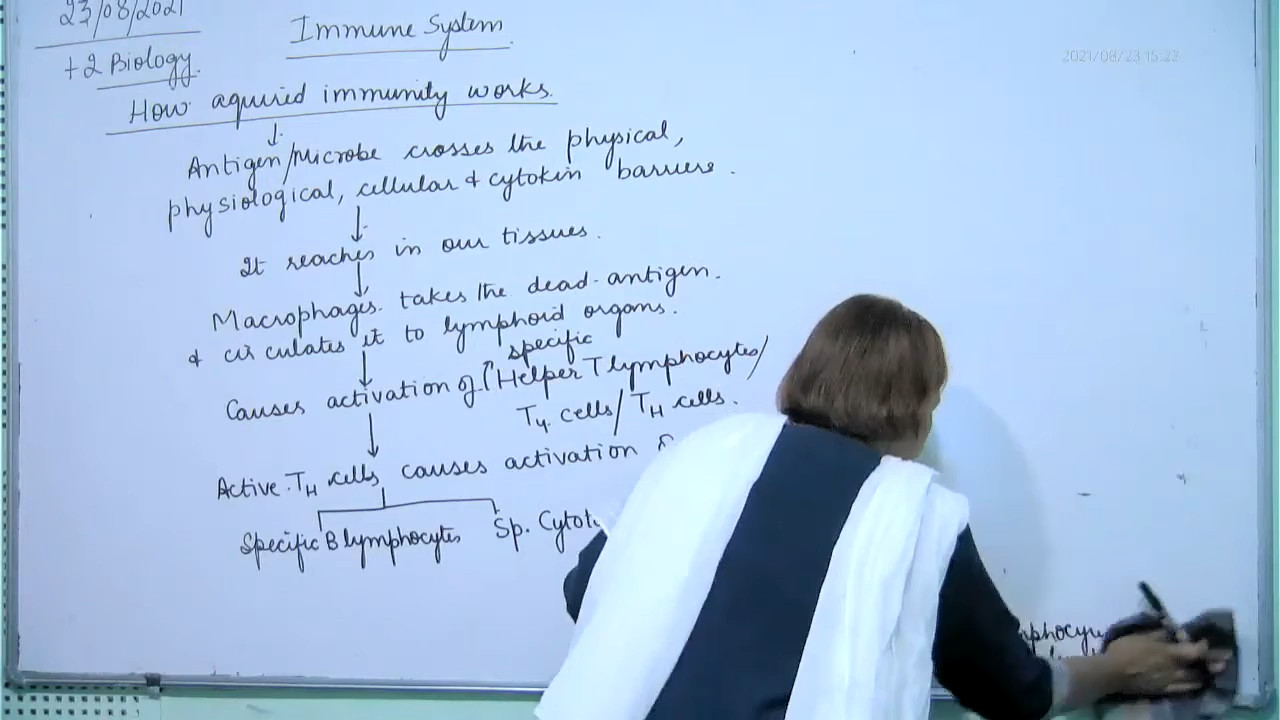 23/08/2021
Immune System
2021/08/23 15:23
+2 Biology.
How aquired immunity works.
Antigen/Microbe crosses the physical,
physiological, cellular & cytokin barriers.
It reaches in our tissues.
Macrophages takes the dead antigen.
& circulates it to lymphoid organs.
specific
Causes activation of Helper T lymphocytes/
T4 cells/TH cells.
Active TH cells causes activation
Specific B lymphocytes Sp.